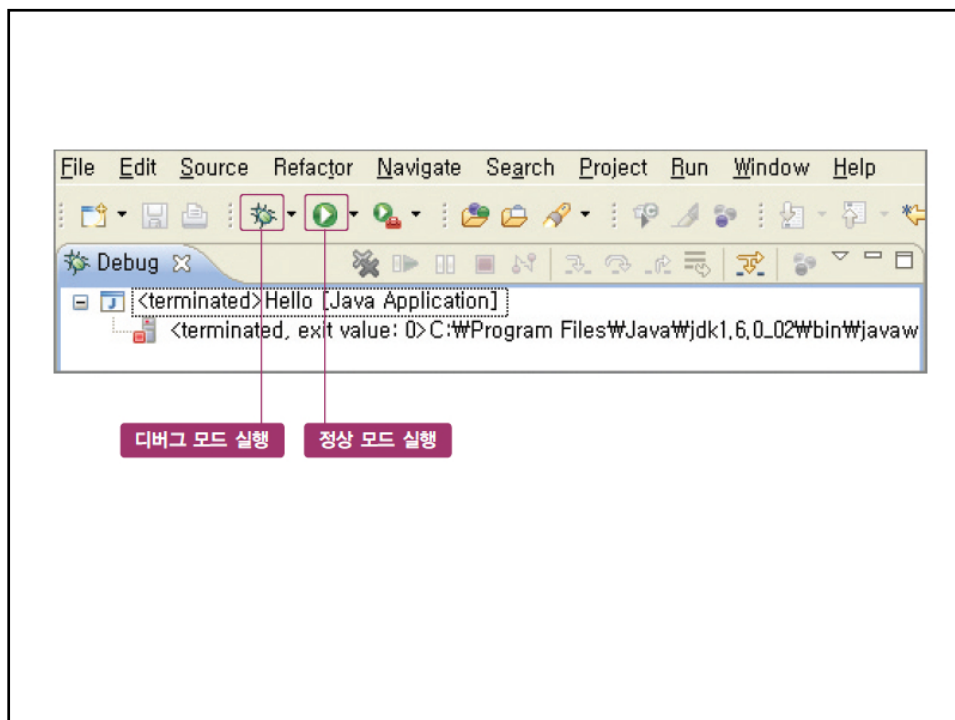 File Edit Source Refactor Navigate Search Project Run Window Help
Debug
<terminated>Hello [Java Application]
<terminated, exit value: 0>C:₩Program Files₩Java₩jdk1,6,0_02₩bin₩javaw
디버그 모드 실행 정상 모드 실행